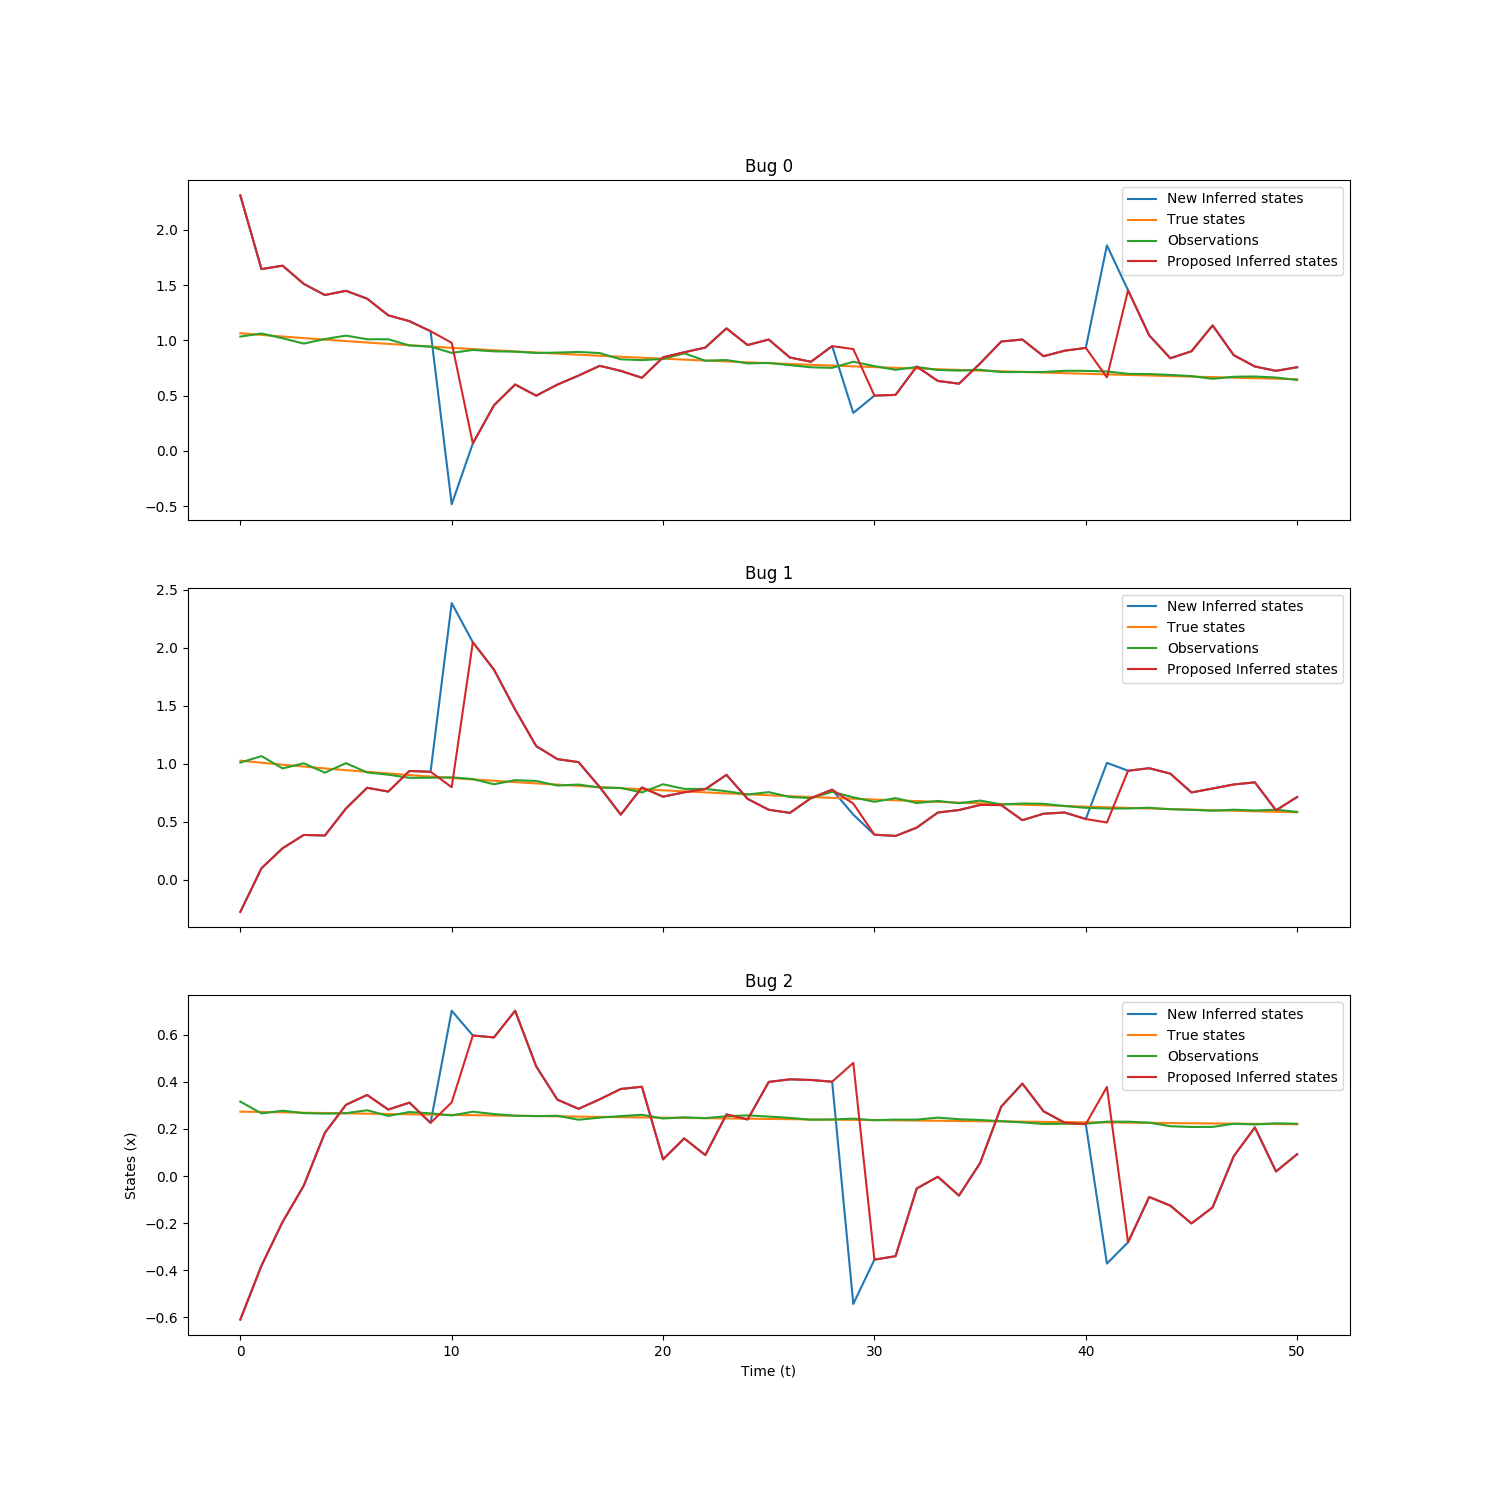 Bug 0
New Inferred states
True states
Observations
Proposed Inferred states
2.0
1.5
1.0
0.5
0.0
−0.5
Bug 1
New Inferred states
True states
Observations
Proposed Inferred states
2.5
2.0
1.5
1.0
0.5
0.0
Bug 2
New Inferred states
True states
Observations
Proposed Inferred states
0.6
0.4
0.2
0.0
−0.2
−0.4
−0.6
States (x)
0 10 20 30 40 50
Time (t)